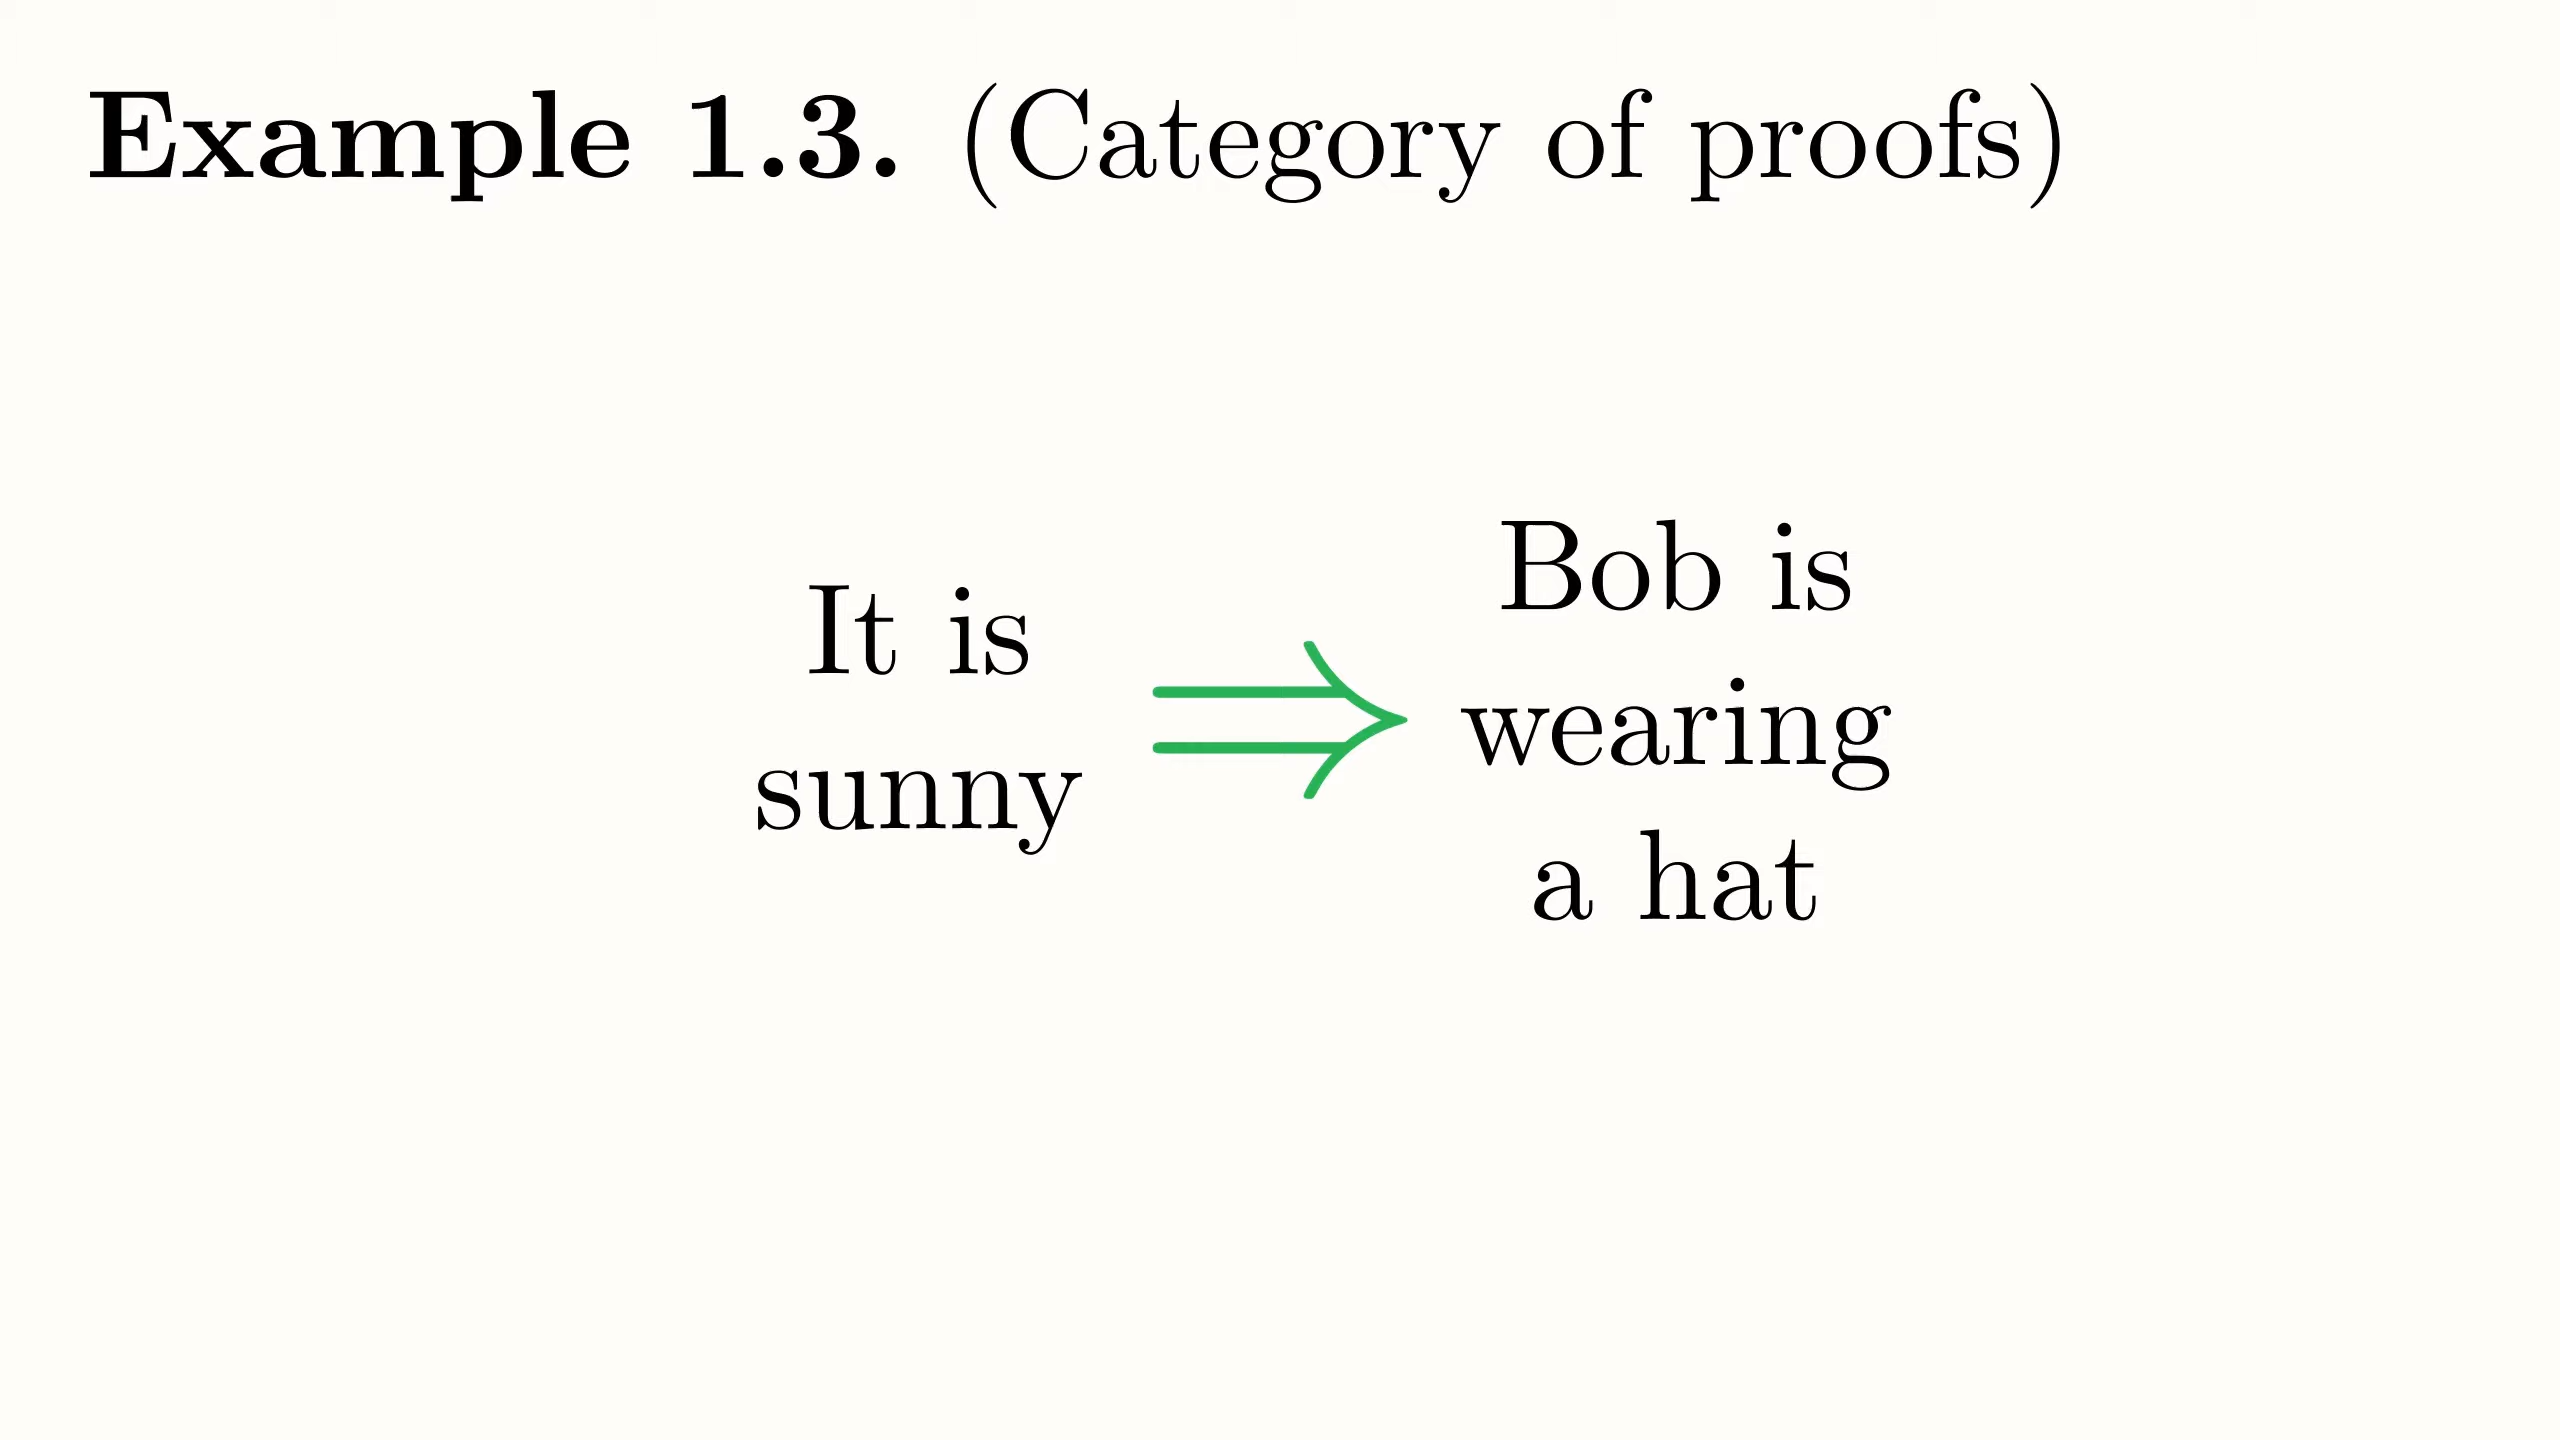 Example 1.3. (Category of proofs)
It is
sunny
⟹
Bob is
wearing
a hat